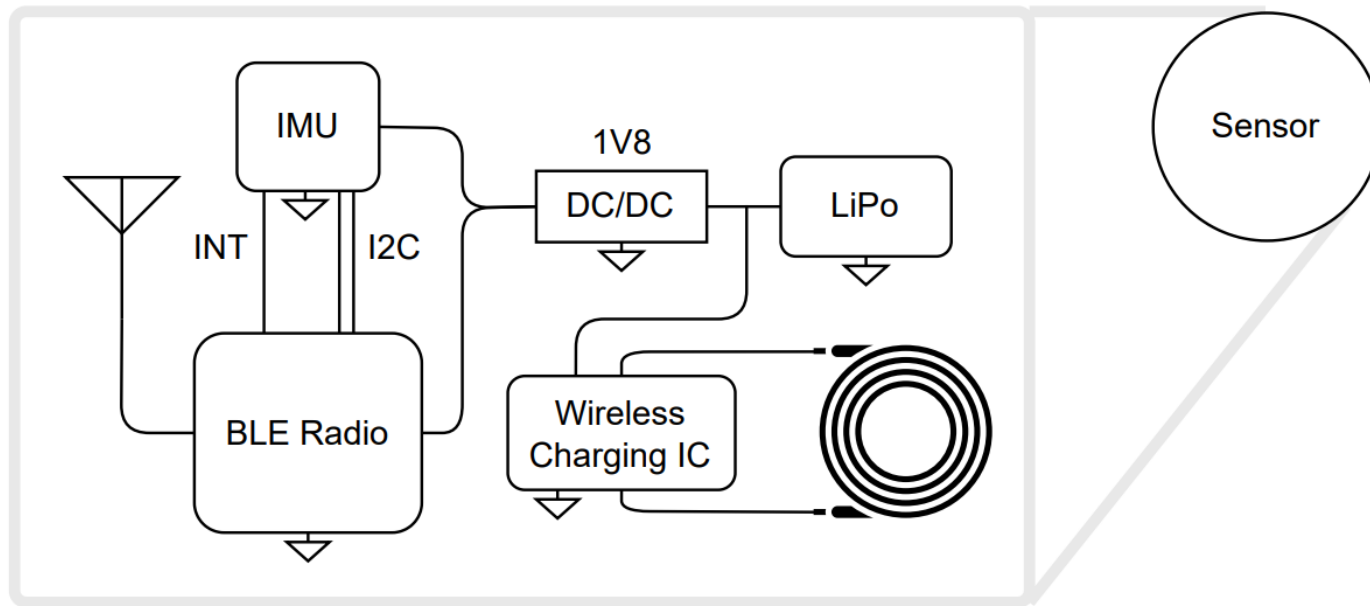 IMU
1V8
Sensor
DC/DC
LiPo
INT
I2C
BLE Radio
Wireless
Charging IC